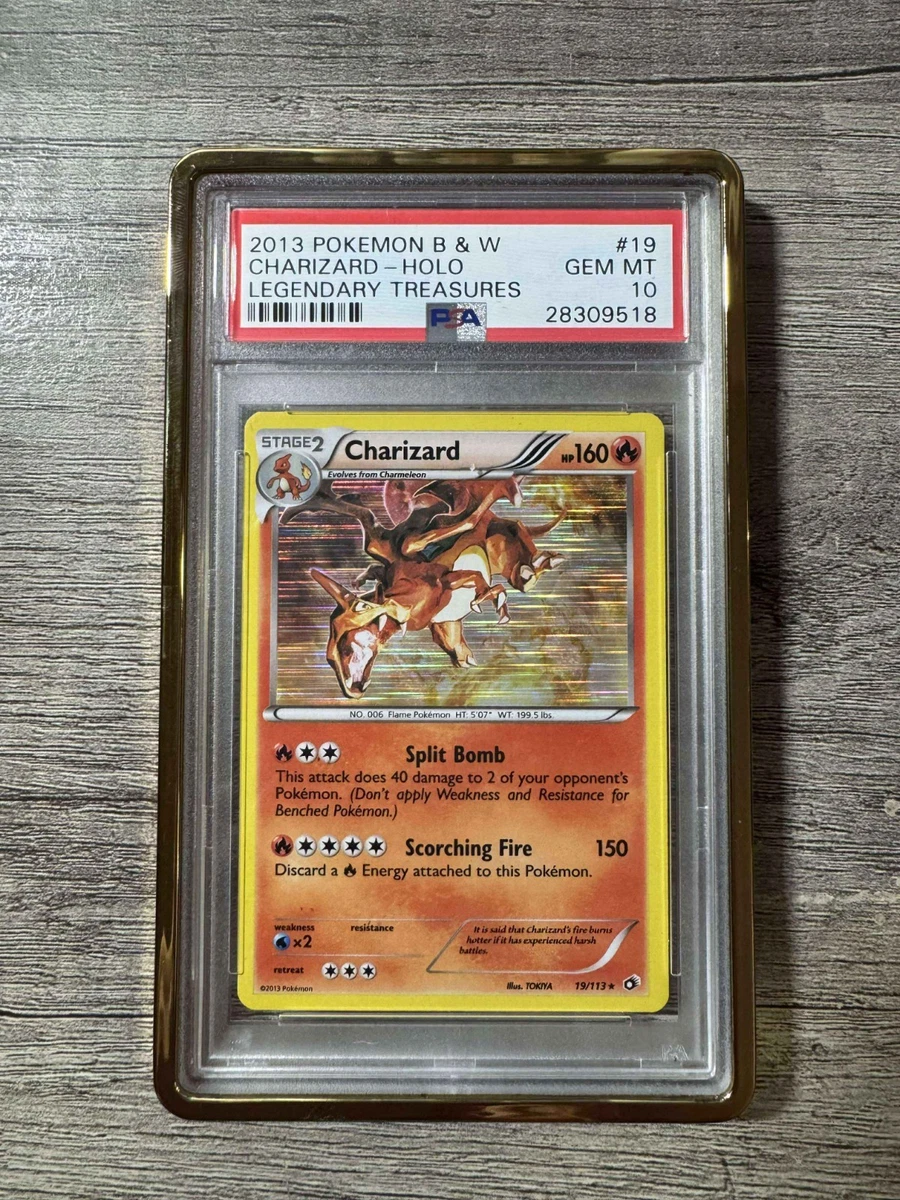 2013 POKEMON B & W #19
CHARIZARD - HOLO GEM MT
LEGENDARY TREASURES 10
PSA 28309518
STAGE2 Charizard HP160
Evolves from Charmeleon
NO. 006 Flame Pokémon HT: 5'07" WT: 199.5 lbs.
Split Bomb
This attack does 40 damage to 2 of your opponent's
Pokémon. (Don't apply Weakness and Resistance for
Benched Pokémon.)
Scorching Fire 150
Discard a Energy attached to this Pokémon.
weakness resistance
×2
It is said that Charizard's fire burns
hotter if it has experienced harsh
battles.
retreat
©2013 Pokémon Illus. TOKIYA 19/113 ★
PSA